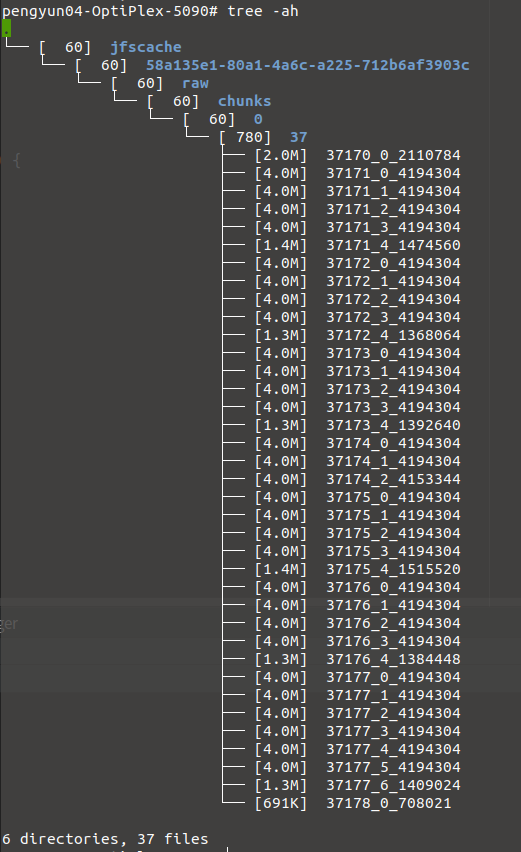 pengyun04-OptiPlex-5090# tree -ah
.
└── [  60]  jfscache
    └── [  60]  58a135e1-80a1-4a6c-a225-712b6af3903c
        └── [  60]  raw
            └── [  60]  chunks
                └── [  60]  0
                    └── [ 780]  37
                        ├── [2.0M]  37170_0_2110784
                        ├── [4.0M]  37171_0_4194304
                        ├── [4.0M]  37171_1_4194304
                        ├── [4.0M]  37171_2_4194304
                        ├── [4.0M]  37171_3_4194304
                        ├── [1.4M]  37171_4_1474560
                        ├── [4.0M]  37172_0_4194304
                        ├── [4.0M]  37172_1_4194304
                        ├── [4.0M]  37172_2_4194304
                        ├── [4.0M]  37172_3_4194304
                        ├── [1.3M]  37172_4_1368064
                        ├── [4.0M]  37173_0_4194304
                        ├── [4.0M]  37173_1_4194304
                        ├── [4.0M]  37173_2_4194304
                        ├── [4.0M]  37173_3_4194304
                        ├── [1.3M]  37173_4_1392640
                        ├── [4.0M]  37174_0_4194304
                        ├── [4.0M]  37174_1_4194304
                        ├── [4.0M]  37174_2_4153344
                        ├── [4.0M]  37175_0_4194304
                        ├── [4.0M]  37175_1_4194304
                        ├── [4.0M]  37175_2_4194304
                        ├── [4.0M]  37175_3_4194304
                        ├── [1.4M]  37175_4_1515520
                        ├── [4.0M]  37176_0_4194304
                        ├── [4.0M]  37176_1_4194304
                        ├── [4.0M]  37176_2_4194304
                        ├── [4.0M]  37176_3_4194304
                        ├── [1.3M]  37176_4_1384448
                        ├── [4.0M]  37177_0_4194304
                        ├── [4.0M]  37177_1_4194304
                        ├── [4.0M]  37177_2_4194304
                        ├── [4.0M]  37177_3_4194304
                        ├── [4.0M]  37177_4_4194304
                        ├── [4.0M]  37177_5_4194304
                        ├── [1.3M]  37177_6_1409024
                        └── [691K]  37178_0_708021
6 directories, 37 files